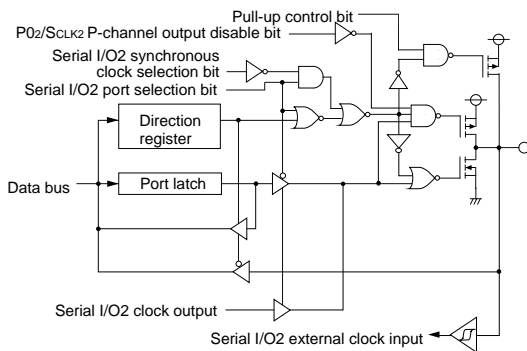 Pull-up control bit
P02/SCLK2 P-channel output disable bit
Serial I/O2 synchronous
clock selection bit
Serial I/O2 port selection bit
Direction
register
Data bus
Port latch
Serial I/O2 clock output
Serial I/O2 external clock input